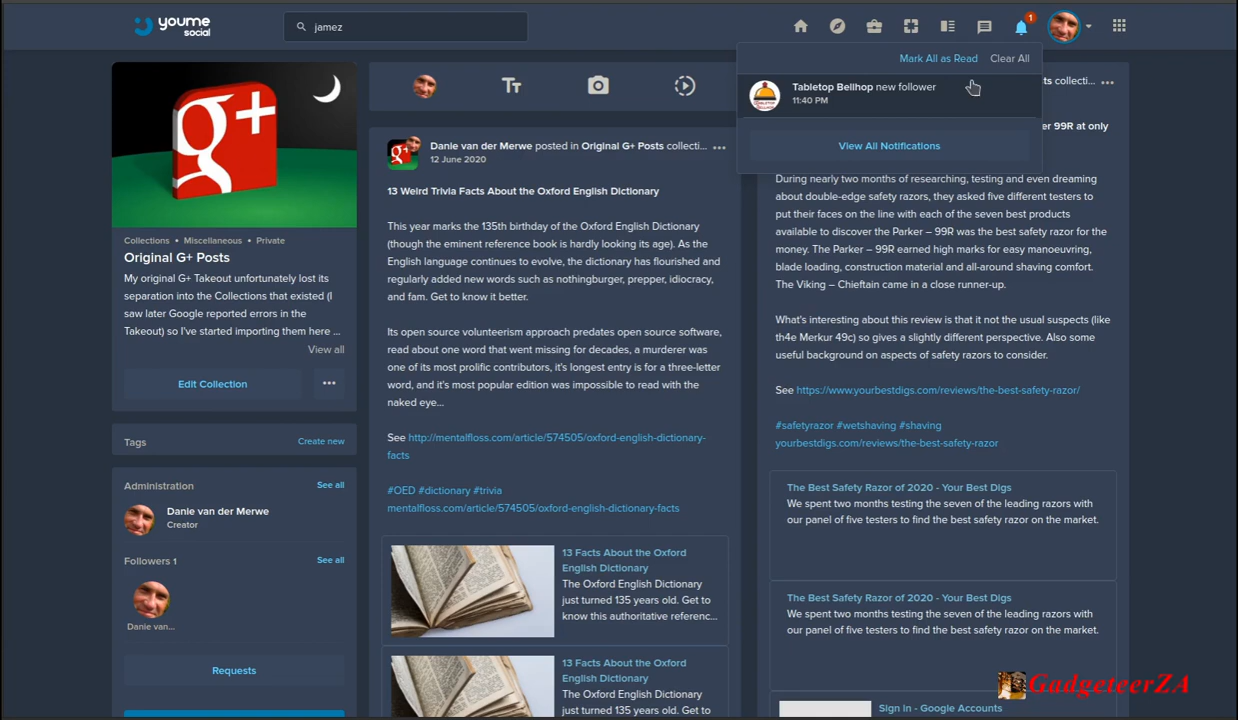 youme
social
jamez
1
Mark All as Read Clear All
Tabletop Bellhop new follower
11:40 PM
View All Notifications
g+
Collections • Miscellaneous • Private
Original G+ Posts
My original G+ Takeout unfortunately lost its
separation into the Collections that existed (I
saw later Google reported errors in the
Takeout) so I've started importing them here ...
View all
Edit Collection
Tags Create new
Administration See all
Danie van der Merwe
Creator
Followers 1 See all
Danie van...
Requests
Tт
Danie van der Merwe posted in Original G+ Posts collecti...
12 June 2020
13 Weird Trivia Facts About the Oxford English Dictionary
This year marks the 135th birthday of the Oxford English Dictionary
(though the eminent reference book is hardly looking its age). As the
English language continues to evolve, the dictionary has flourished and
regularly added new words such as nothingburger, prepper, idiocracy,
and fam. Get to know it better.
Its open source volunteerism approach predates open source software,
read about one word that went missing for decades, a murderer was
one of its most prolific contributors, it's longest entry is for a three-letter
word, and it's most popular edition was impossible to read with the
naked eye...
See http://mentalfloss.com/article/574505/oxford-english-dictionary-
facts
#OED #dictionary #trivia
mentalfloss.com/article/574505/oxford-english-dictionary-facts
13 Facts About the Oxford
English Dictionary
The Oxford English Dictionary
just turned 135 years old. Get to
know this authoritative referenc...
13 Facts About the Oxford
English Dictionary
The Oxford English Dictionary
just turned 135 years old. Get to
ts collecti...
er 99R at only
During nearly two months of researching, testing and even dreaming
about double-edge safety razors, they asked five different testers to
put their faces on the line with each of the seven best products
available to discover the Parker – 99R was the best safety razor for the
money. The Parker – 99R earned high marks for easy manoeuvring,
blade loading, construction material and all-around shaving comfort.
The Viking – Chieftain came in a close runner-up.
What's interesting about this review is that it not the usual suspects (like
th4e Merkur 49c) so gives a slightly different perspective. Also some
useful background on aspects of safety razors to consider.
See https://www.yourbestdigs.com/reviews/the-best-safety-razor/
#safetyrazor #wetshaving #shaving
yourbestdigs.com/reviews/the-best-safety-razor
The Best Safety Razor of 2020 - Your Best Digs
We spent two months testing the seven of the leading razors with
our panel of five testers to find the best safety razor on the market.
The Best Safety Razor of 2020 - Your Best Digs
We spent two months testing the seven of the leading razors with
our panel of five testers to find the best safety razor on the market.
Sign in - Google Accounts
GadgeteerZA